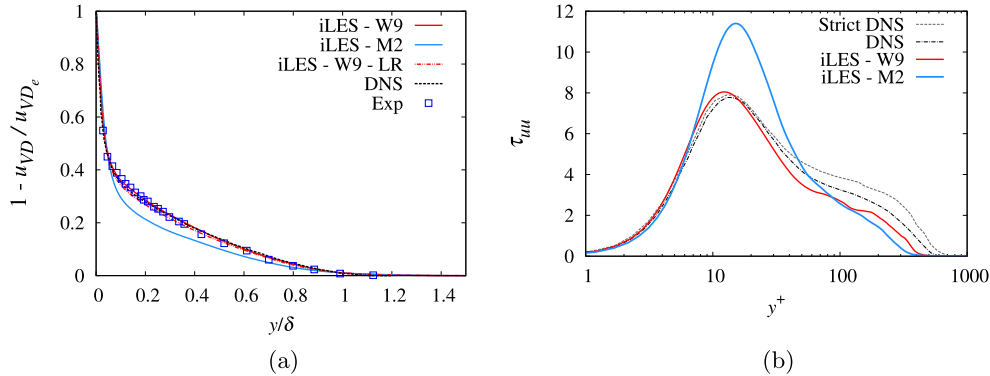 iLES - W9
iLES - M2
iLES - W9 - LR
DNS
Exp
1 - u_VD / u_VD_e
1
0.8
0.6
0.4
0.2
0
0 0.2 0.4 0.6 0.8 1 1.2 1.4
y/δ
(a)
Strict DNS
DNS
iLES - W9
iLES - M2
τ_uu
12
10
8
6
4
2
0
1 10 100 1000
y⁺
(b)